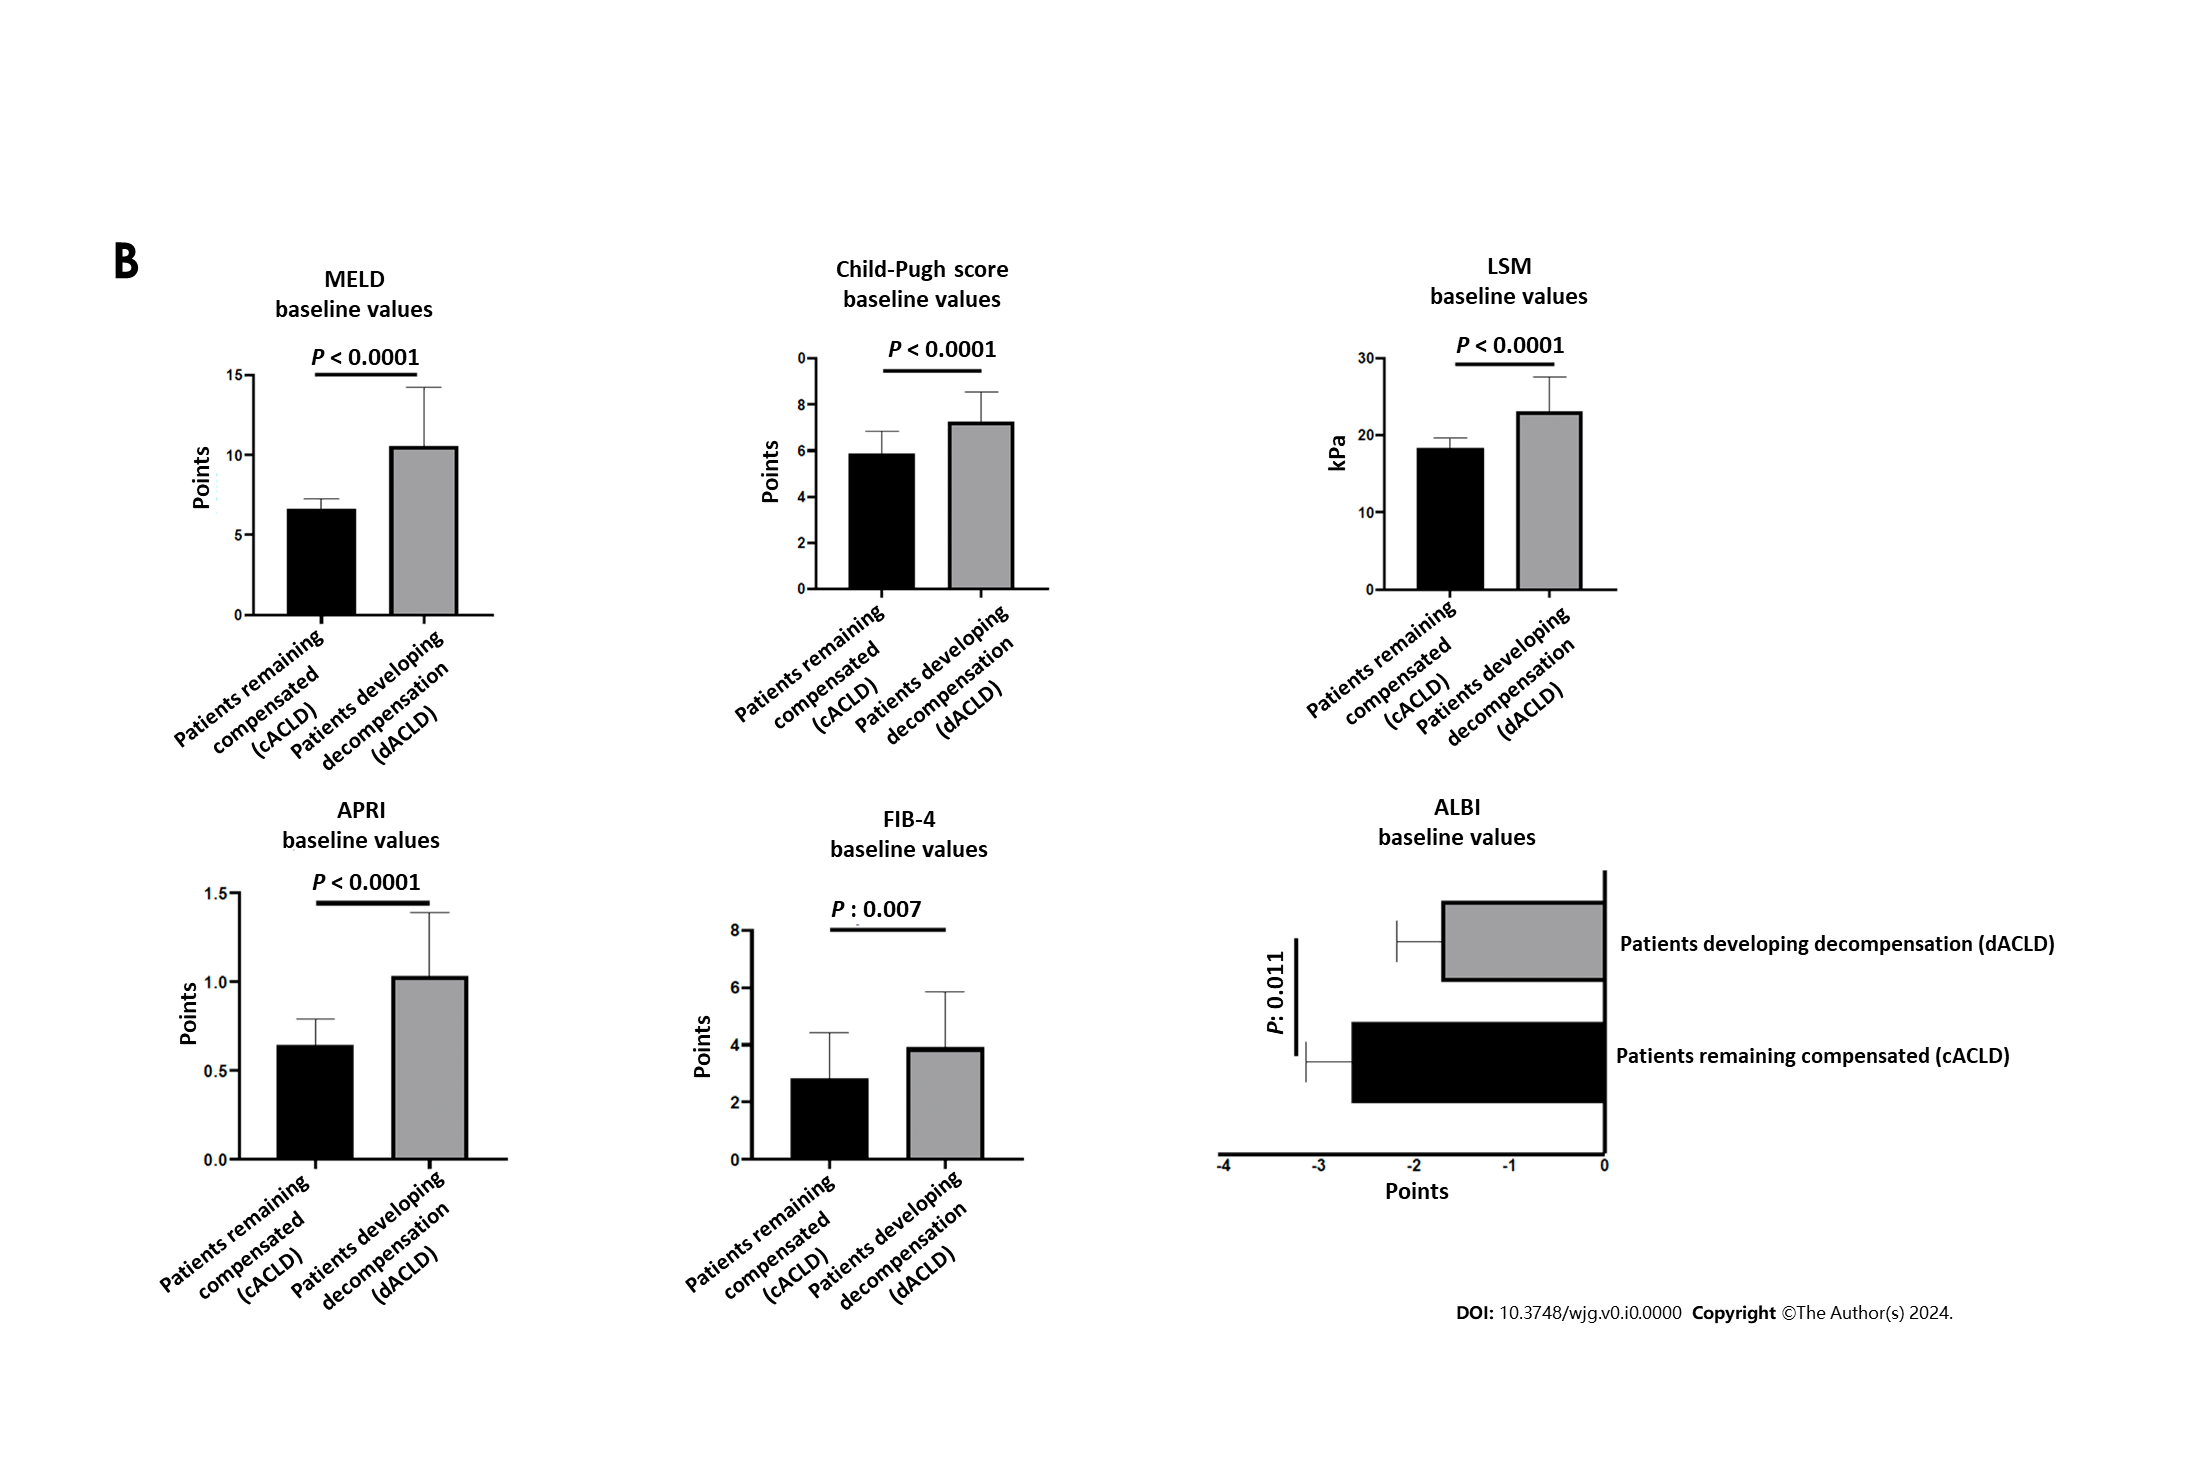 B
MELD
baseline values
P < 0.0001
15
10
5
0
Points
Patients remaining
compensated
(cACLD)
Patients developing
decompensation
(dACLD)
Child-Pugh score
baseline values
P < 0.0001
0
8
6
4
2
0
Points
Patients remaining
compensated
(cACLD)
Patients developing
decompensation
(dACLD)
LSM
baseline values
P < 0.0001
30
20
10
0
kPa
Patients remaining
compensated
(cACLD)
Patients developing
decompensation
(dACLD)
APRI
baseline values
P < 0.0001
1.5
1.0
0.5
0.0
Points
Patients remaining
compensated
(cACLD)
Patients developing
decompensation
(dACLD)
FIB-4
baseline values
P : 0.007
8
6
4
2
0
Points
Patients remaining
compensated
(cACLD)
Patients developing
decompensation
(dACLD)
ALBI
baseline values
P: 0.011
Patients developing decompensation (dACLD)
Patients remaining compensated (cACLD)
-4 -3 -2 -1 0
Points
DOI: 10.3748/wjg.v0.i0.0000 Copyright ©The Author(s) 2024.